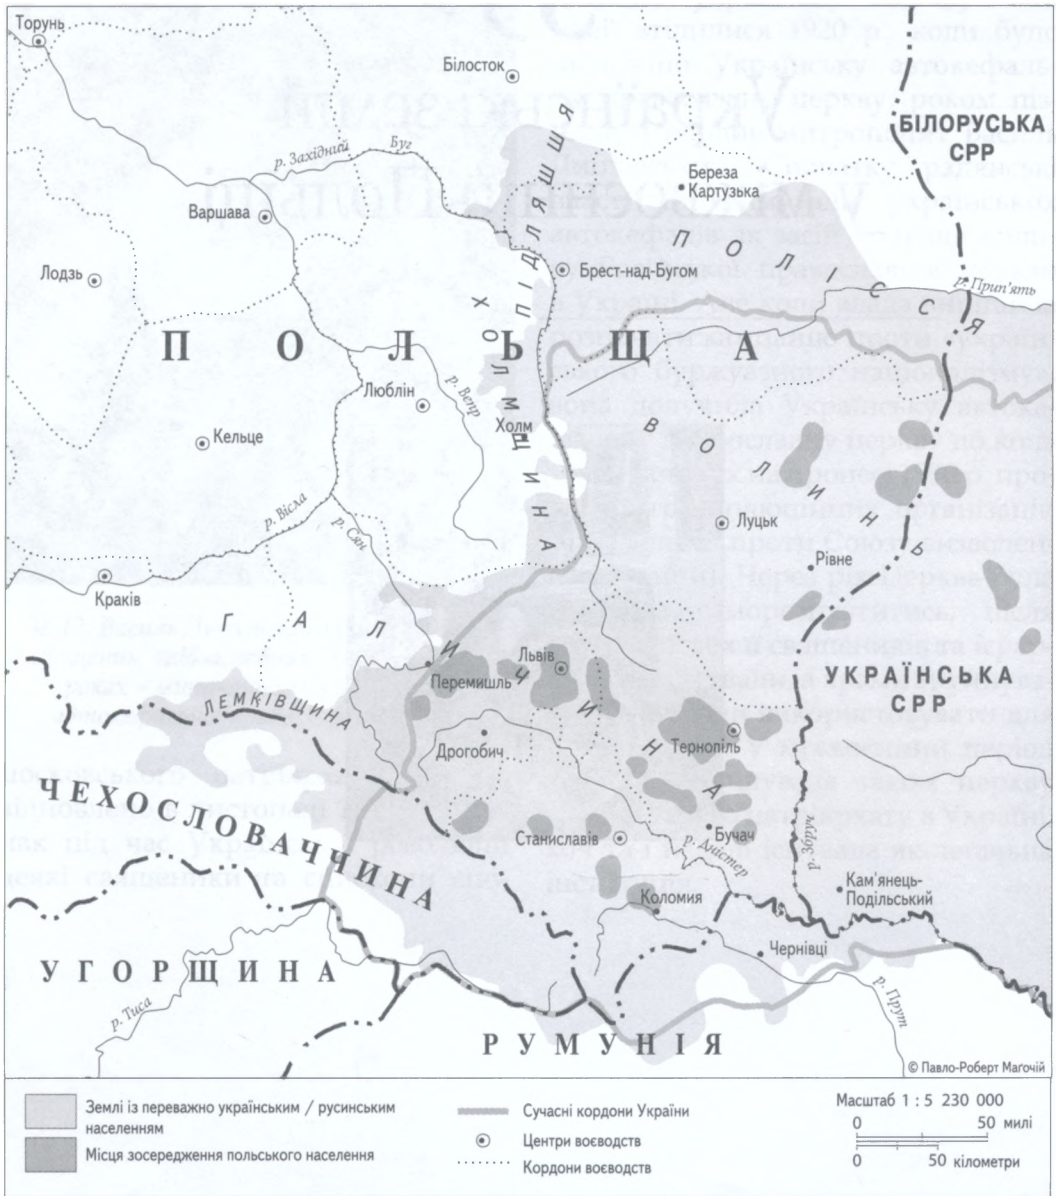 Торунь
Білосток
БІЛОРУСЬКА
СРР
р. Західний Буг
ПІДЛЯШШЯ
Береза
Картузька
Варшава
Лодзь
Брест-над-Бугом
ПОЛІССЯ
р. Прип'ять
ПОЛЬЩА
ХОЛМЩИНА
Люблін
р. Вепр
Холм
Кельце
ВОЛИНЬ
р. Вісла
р. Сян
Луцьк
Рівне
Краків
ГАЛИЧИНА
Львів
Перемишль
УКРАЇНСЬКА
СРР
ЛЕМКІВЩИНА
Дрогобич
Тернопіль
ЧЕХОСЛОВАЧЧИНА
Станиславів
Бучач
р. Дністер
Збруч
Кам'янець-
Подільський
Коломия
Чернівці
УГОРЩИНА
р. Тиса
р. Прут
РУМУНІЯ
© Павло-Роберт Магочій
Землі із переважно українським / русинським
населенням
Місця зосередження польського населення
Сучасні кордони України
Центри воєводств
Кордони воєводств
Масштаб 1 : 5 230 000
0 50 милі
0 50 кілометри